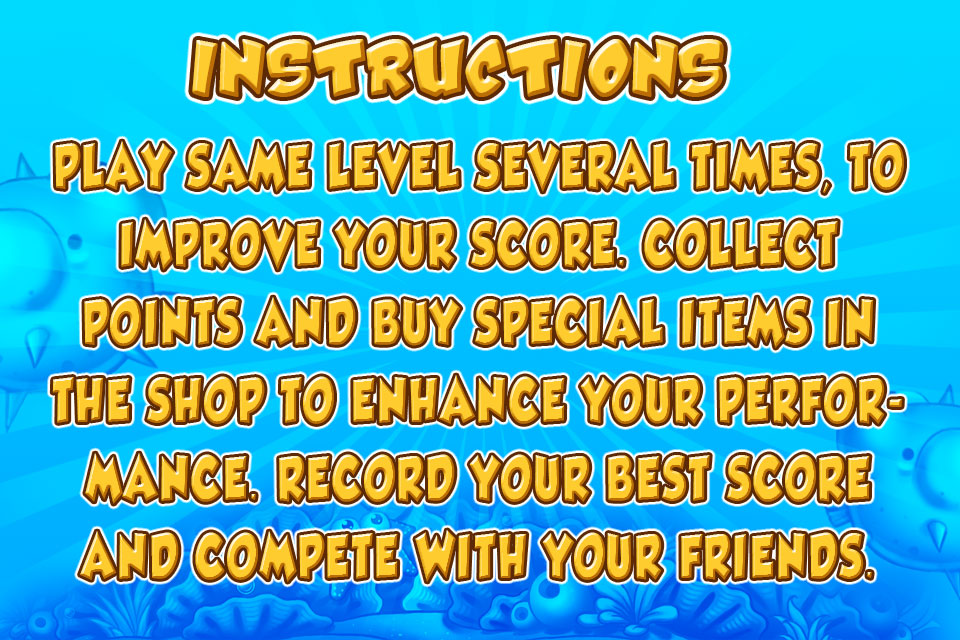 INSTRUCTIONS
PLAY SAME LEVEL SEVERAL TIMES, TO
IMPROVE YOUR SCORE. COLLECT
POINTS AND BUY SPECIAL ITEMS IN
THE SHOP TO ENHANCE YOUR PERFOR-
MANCE. RECORD YOUR BEST SCORE
AND COMPETE WITH YOUR FRIENDS.